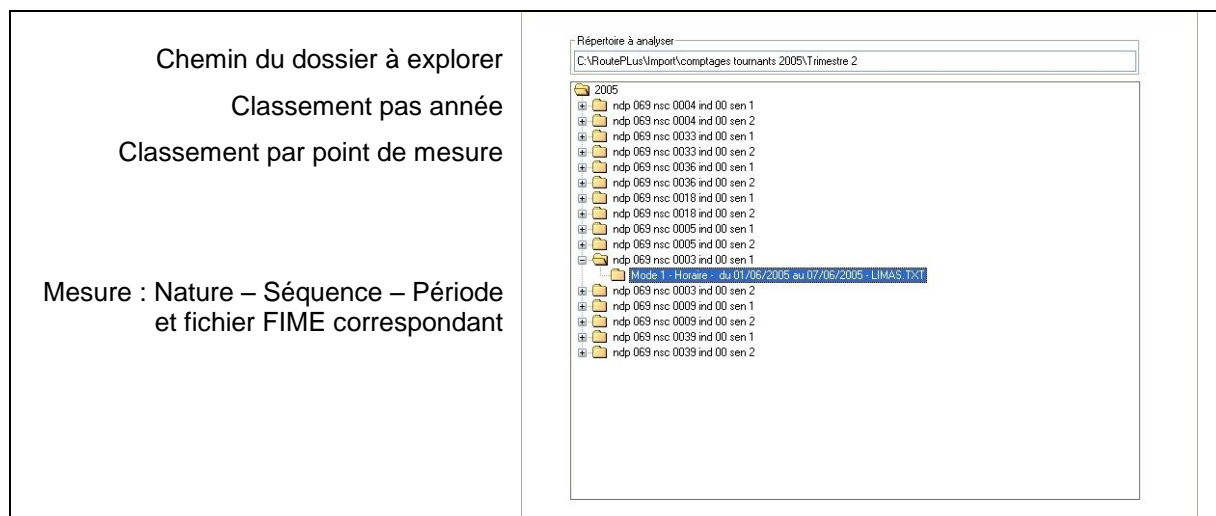 Chemin du dossier à explorer
Classement pas année
Classement par point de mesure
Mesure : Nature – Séquence – Période
et fichier FIME correspondant
Répertoire à analyser
C:\RoutePLus\Import\comptages tournants 2005\Trimestre 2
2005
ndp 069 nsc 0004 ind 00 sen 1
ndp 069 nsc 0004 ind 00 sen 2
ndp 069 nsc 0033 ind 00 sen 1
ndp 069 nsc 0033 ind 00 sen 2
ndp 069 nsc 0036 ind 00 sen 1
ndp 069 nsc 0036 ind 00 sen 2
ndp 069 nsc 0018 ind 00 sen 1
ndp 069 nsc 0018 ind 00 sen 2
ndp 069 nsc 0005 ind 00 sen 1
ndp 069 nsc 0005 ind 00 sen 2
ndp 069 nsc 0003 ind 00 sen 1
Mode 1 - Horaire - du 01/06/2005 au 07/06/2005 - LIMAS.TXT
ndp 069 nsc 0003 ind 00 sen 2
ndp 069 nsc 0009 ind 00 sen 1
ndp 069 nsc 0009 ind 00 sen 2
ndp 069 nsc 0039 ind 00 sen 1
ndp 069 nsc 0039 ind 00 sen 2